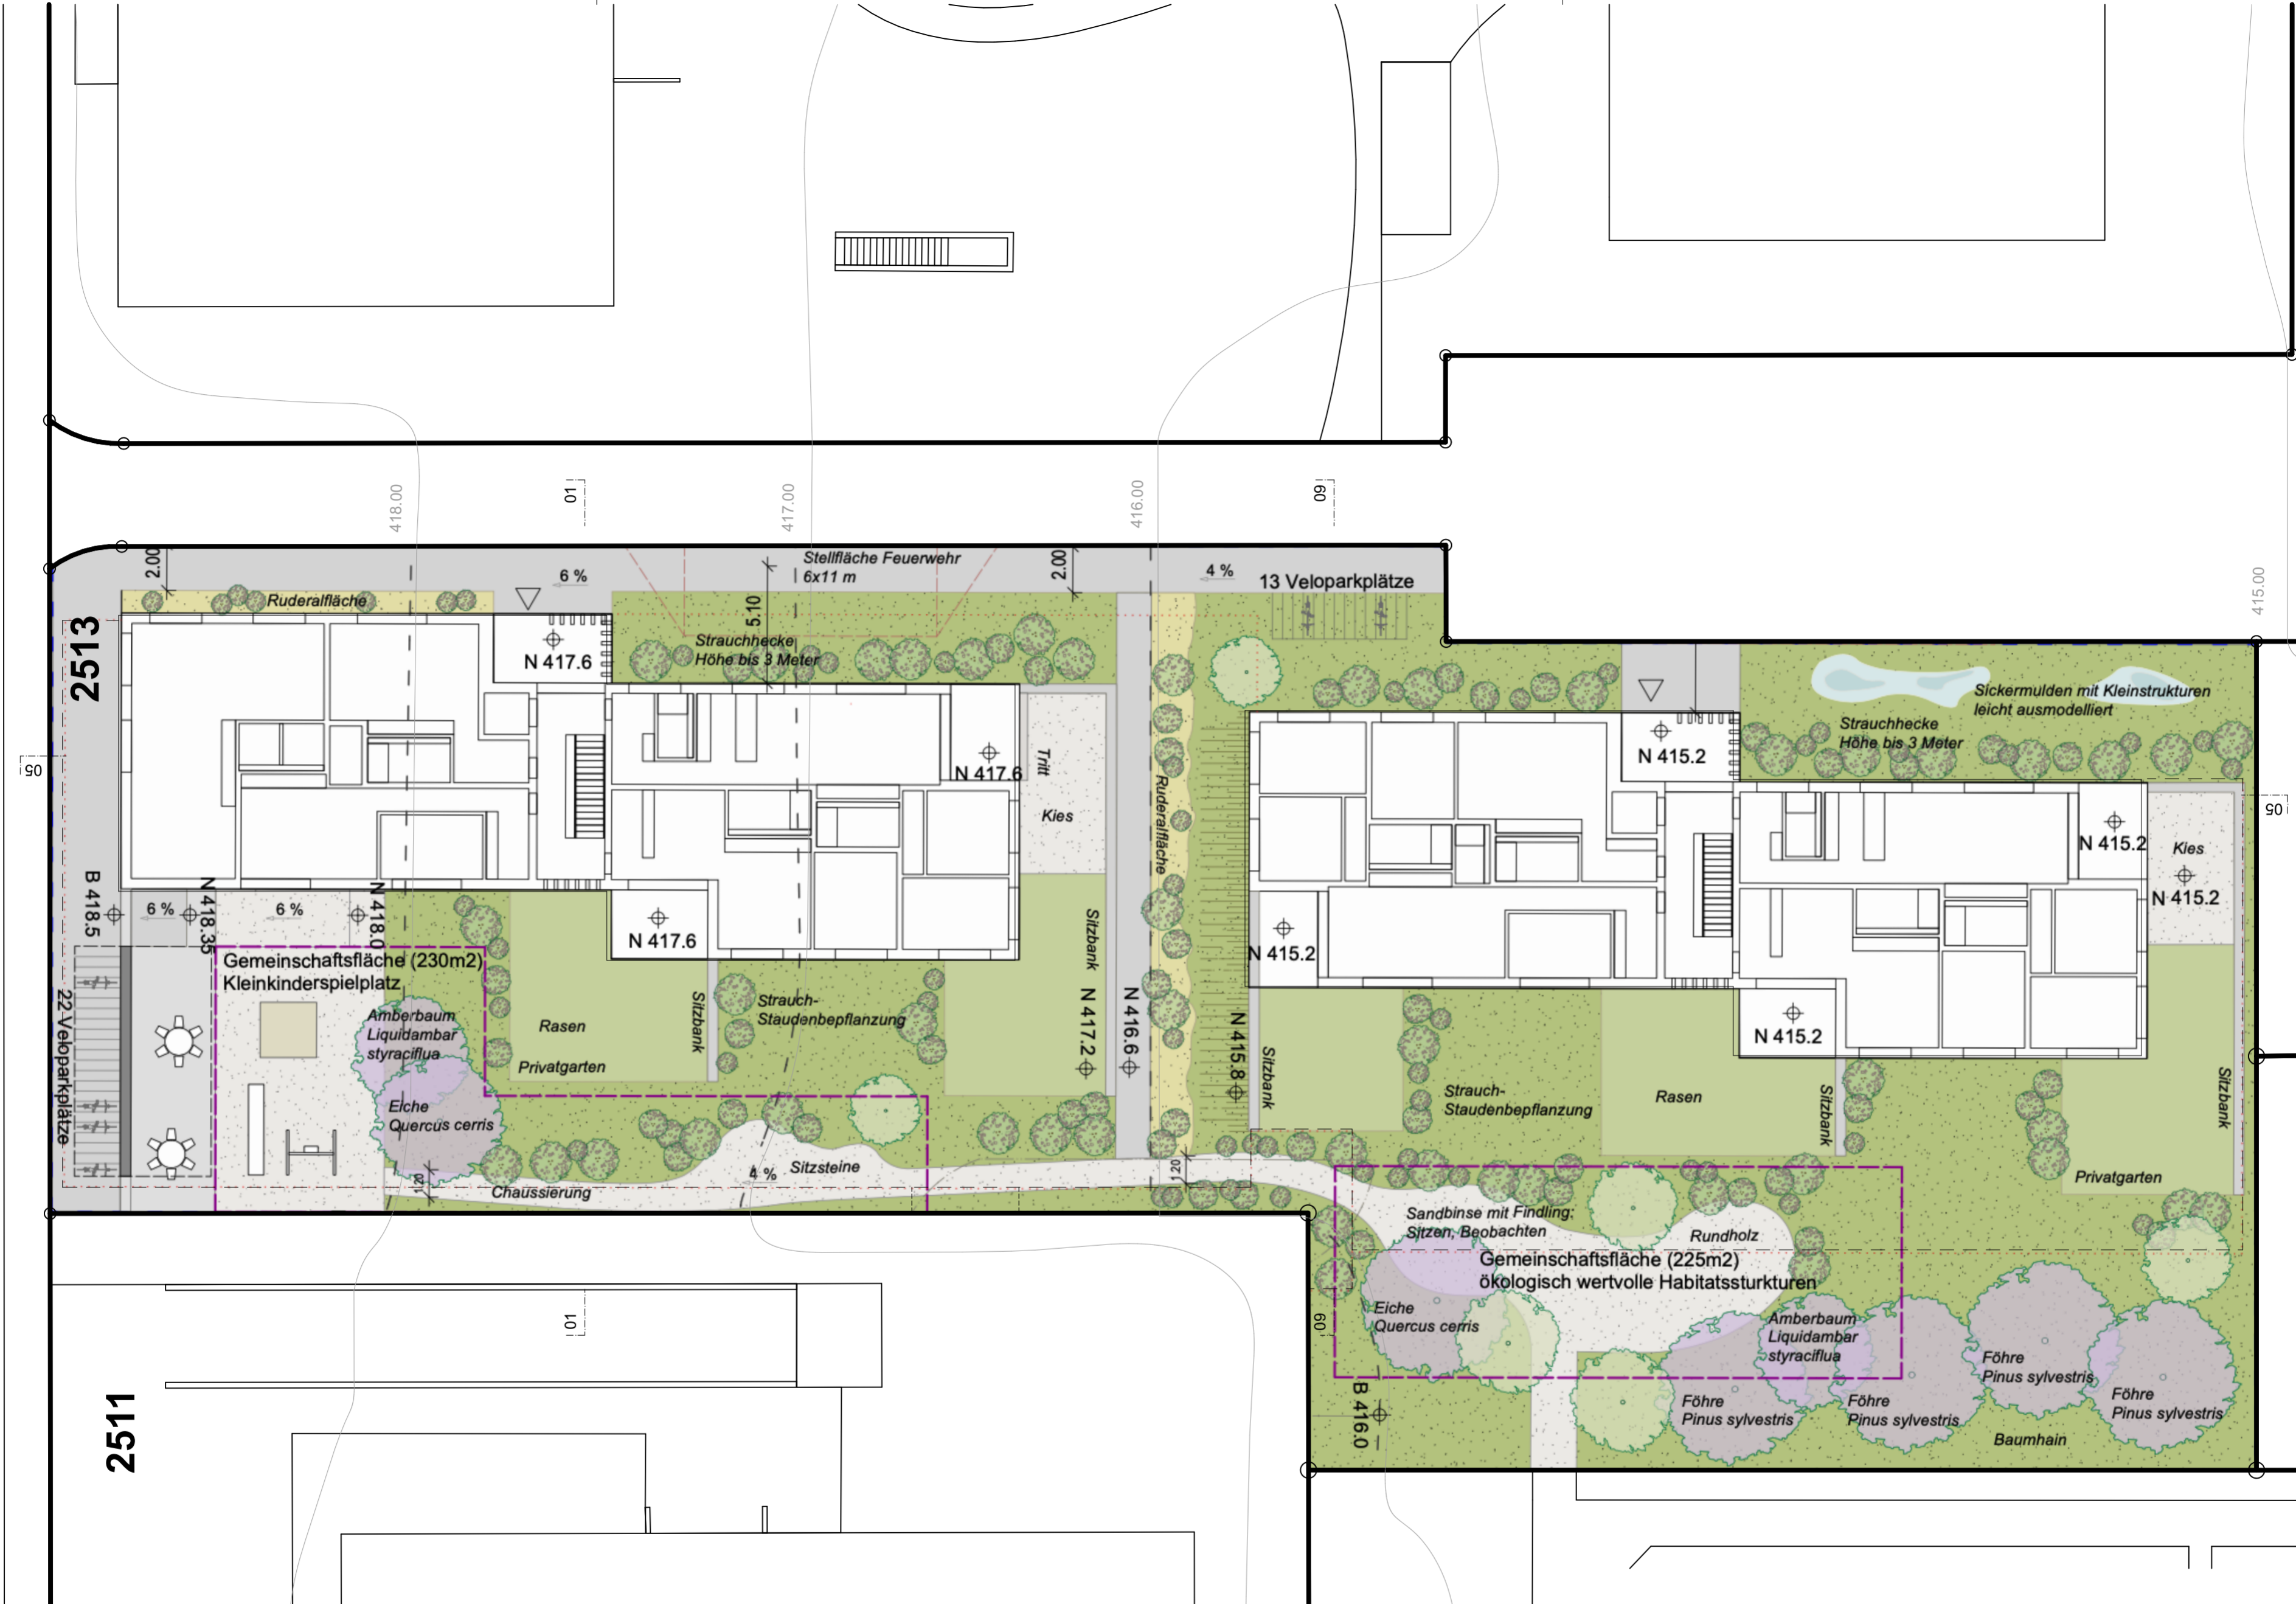 418.00
01
417.00
416.00
09
415.00
2.00
Stellfläche Feuerwehr
6x11 m
6 %
2.00
4 %
13 Veloparkplätze
5.10
Ruderalfläche
2513
N 417.6
Strauchhecke
Höhe bis 3 Meter
Sickermulden mit Kleinstrukturen
leicht ausmodelliert
Strauchhecke
Höhe bis 3 Meter
N 415.2
05
N 417.6
Tritt
Kies
Ruderalfläche
05
N 415.2
Kies
N 415.2
B 418.5
6 %
N 418.35
6 %
N 418.0
N 417.6
Sitzbank
N 415.2
Gemeinschaftsfläche (230m2)
Kleinkinderspielplatz
22 Veloparkplätze
Amberbaum
Liquidambar
styraciflua
Rasen
Privatgarten
Sitzbank
Strauch-
Staudenbepflanzung
N 417.2
N 416.6
N 415.8
Sitzbank
N 415.2
Strauch-
Staudenbepflanzung
Rasen
Sitzbank
Sitzbank
Privatgarten
Eiche
Quercus cerris
1.20
Chaussierung
4 %
Sitzsteine
1.20
Sandbinse mit Findling:
Sitzen, Beobachten
Rundholz
Gemeinschaftsfläche (225m2)
ökologisch wertvolle Habitatssturkturen
01
09
Eiche
Quercus cerris
Amberbaum
Liquidambar
styraciflua
Föhre
Pinus sylvestris
Föhre
Pinus sylvestris
Föhre
Pinus sylvestris
Föhre
Pinus sylvestris
Baumhain
B 416.0
2511